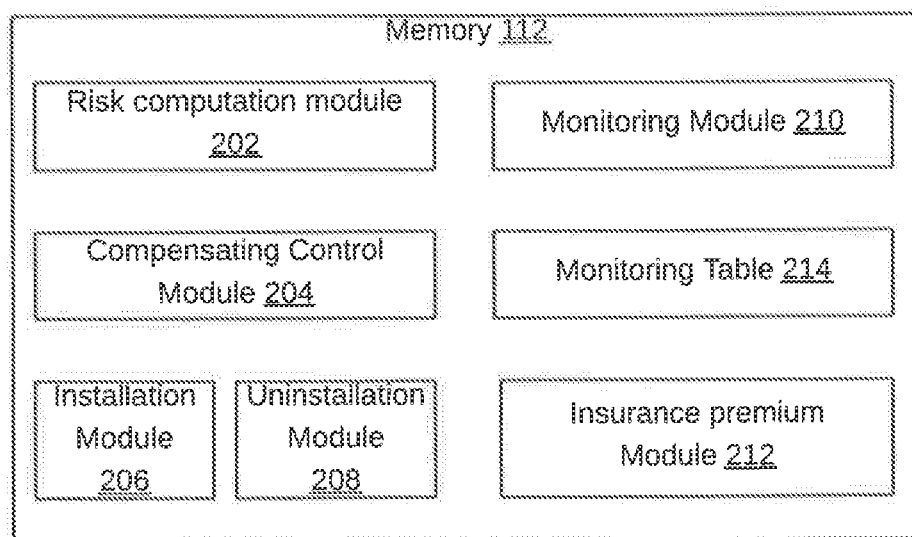 Memory 112
Risk computation module
202
Monitoring Module 210
Compensating Control
Module 204
Monitoring Table 214
Installation
Module
206
Uninstallation
Module
208
Insurance premium
Module 212